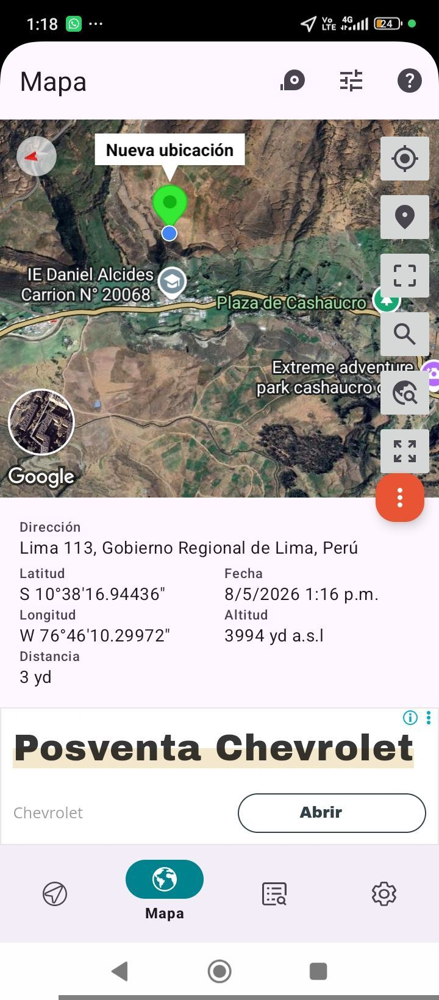 1:18
Vo
LTE
4G
24
Mapa
Nueva ubicación
IE Daniel Alcides
Carrion N° 20068
Plaza de Cashaucro
Extreme adventure
park cashaucro
Google
Dirección
Lima 113, Gobierno Regional de Lima, Perú
Latitud
S 10°38'16.94436"
Fecha
8/5/2026 1:16 p.m.
Longitud
W 76°46'10.29972"
Altitud
3994 yd a.s.l
Distancia
3 yd
Posventa Chevrolet
Chevrolet
Abrir
Mapa